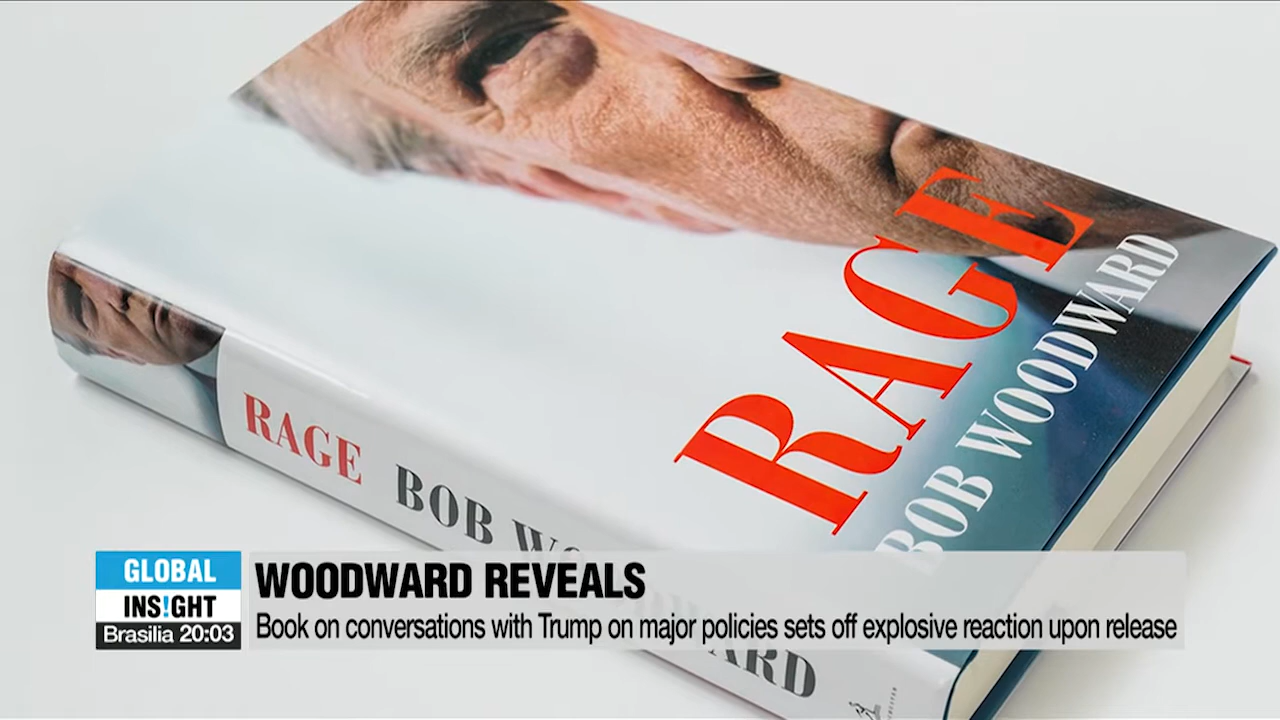 RAGE
BOB WOODWARD
RAGE BOB
GLOBAL
INS!GHT
Brasilia 20:03
WOODWARD REVEALS
Book on conversations with Trump on major policies sets off explosive reaction upon release